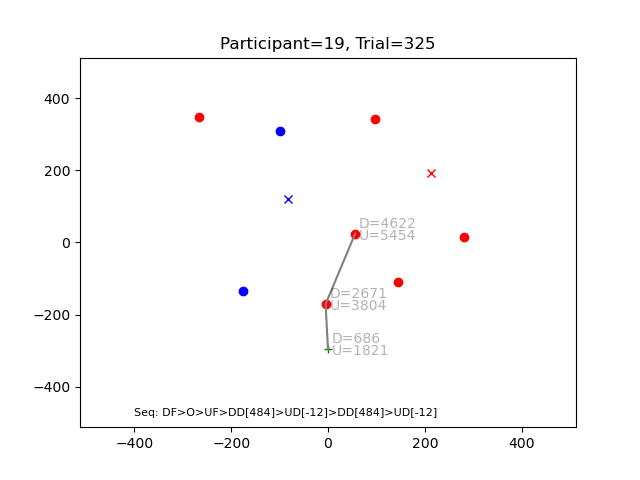 Participant=19, Trial=325
400
200
0
−200
−400
D=4622
U=5454
D=2671
U=3804
D=686
U=1821
Seq: DF>O>UF>DD[484]>UD[-12]>DD[484]>UD[-12]
−400 −200 0 200 400